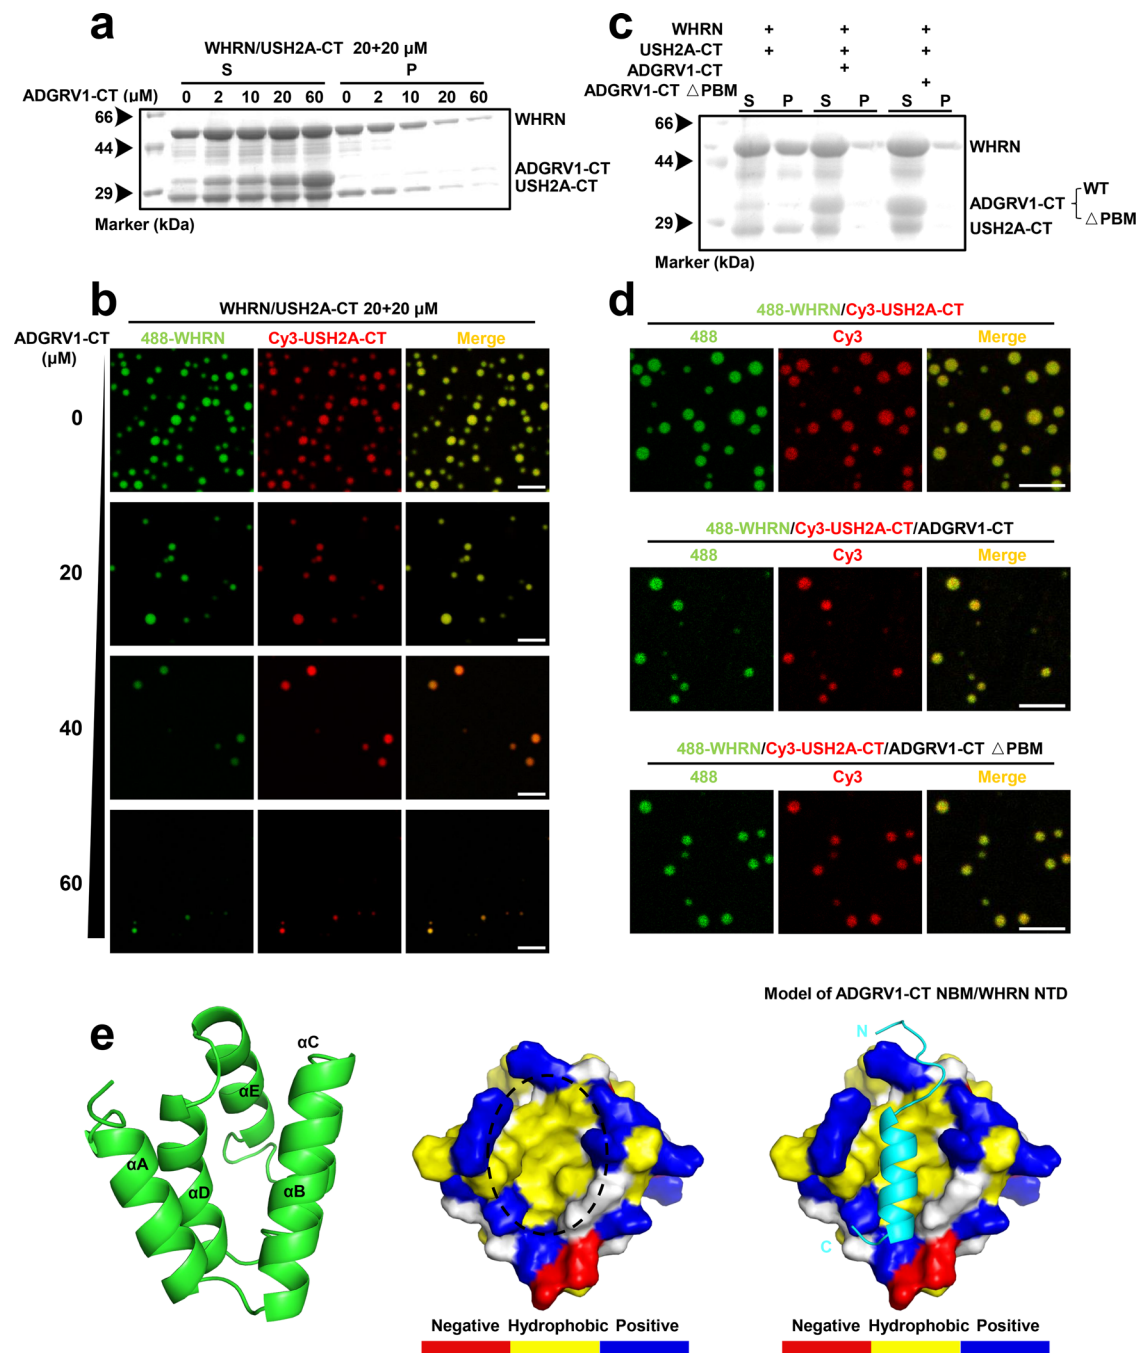 a
WHRN/USH2A-CT 20+20 μM
S P
ADGRV1-CT (μM) 0 2 10 20 60 0 2 10 20 60
66
44
29
WHRN
ADGRV1-CT
USH2A-CT
Marker (kDa)
c
WHRN + + +
USH2A-CT + + +
ADGRV1-CT +
ADGRV1-CT △PBM +
S P S P S P
66
44
29
WHRN
ADGRV1-CT
WT
△PBM
USH2A-CT
Marker (kDa)
b
WHRN/USH2A-CT 20+20 μM
ADGRV1-CT
(μM)
488-WHRN Cy3-USH2A-CT Merge
0
20
40
60
d
488-WHRN/Cy3-USH2A-CT
488 Cy3 Merge
488-WHRN/Cy3-USH2A-CT/ADGRV1-CT
488 Cy3 Merge
488-WHRN/Cy3-USH2A-CT/ADGRV1-CT △PBM
488 Cy3 Merge
e
αA
αD
αE
αC
αB
Negative Hydrophobic Positive
Model of ADGRV1-CT NBM/WHRN NTD
N
C
Negative Hydrophobic Positive